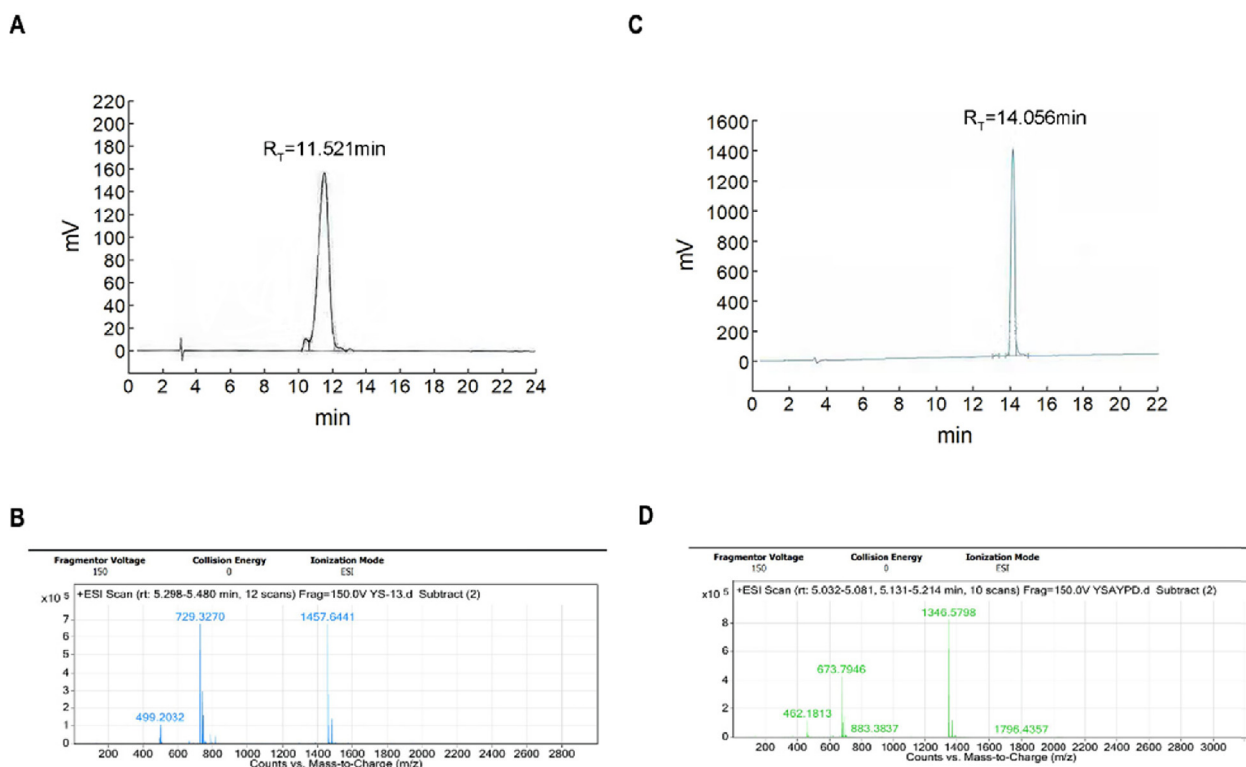 A
220
200
180
160
140
120
100
80
60
40
20
0
mV
R_T=11.521min
0 2 4 6 8 10 12 14 16 18 20 22 24
min
C
1600
1400
1200
1000
800
600
400
200
0
mV
R_T=14.056min
0 2 4 6 8 10 12 14 16 18 20 22
min
B
Fragmentor Voltage Collision Energy Ionization Mode
150 0 ESI
x10 5
+ESI Scan (rt: 5.298-5.480 min, 12 scans) Frag=150.0V YS-13.d Subtract (2)
7
6
5
4
3
2
1
0
729.3270
1457.6441
499.2032
200 400 600 800 1000 1200 1400 1600 1800 2000 2200 2400 2600 2800
Counts vs. Mass-to-Charge (m/z)
D
Fragmentor Voltage Collision Energy Ionization Mode
150 0 ESI
x10 5
+ESI Scan (rt: 5.032-5.081, 5.131-5.214 min, 10 scans) Frag=150.0V YSAYPD.d Subtract (2)
8
6
4
2
0
1346.5798
673.7946
462.1813
883.3837
1796.4357
200 400 600 800 1000 1200 1400 1600 1800 2000 2200 2400 2600 2800 3000
Counts vs. Mass-to-Charge (m/z)